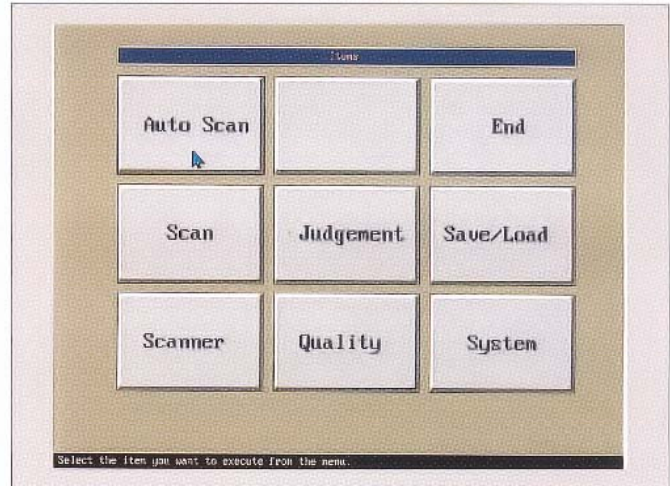 Items
Auto Scan
End
Scan
Judgement
Save/Load
Scanner
Quality
System
Select the item you want to execute from the menu.